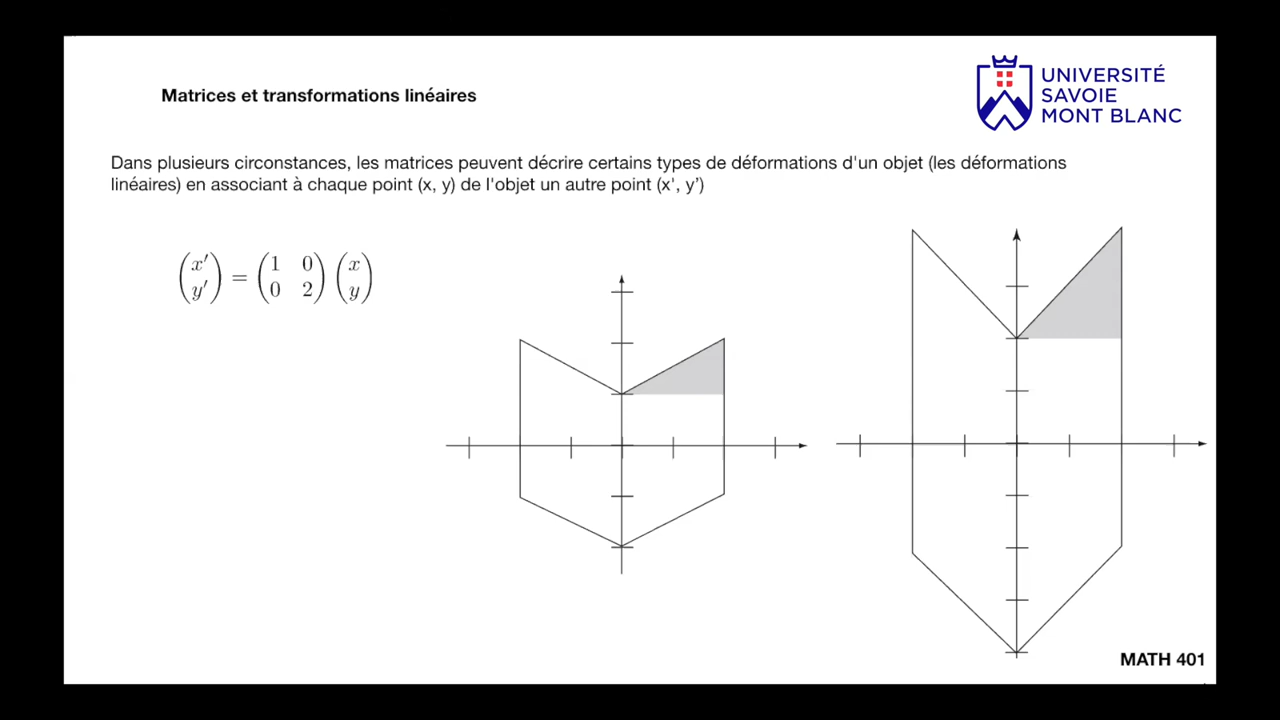 UNIVERSITÉ
SAVOIE
MONT BLANC
Matrices et transformations linéaires
Dans plusieurs circonstances, les matrices peuvent décrire certains types de déformations d'un objet (les déformations
linéaires) en associant à chaque point (x, y) de l'objet un autre point (x', y’)
(x′ y′) = (1 0 0 2) (x y)
MATH 401